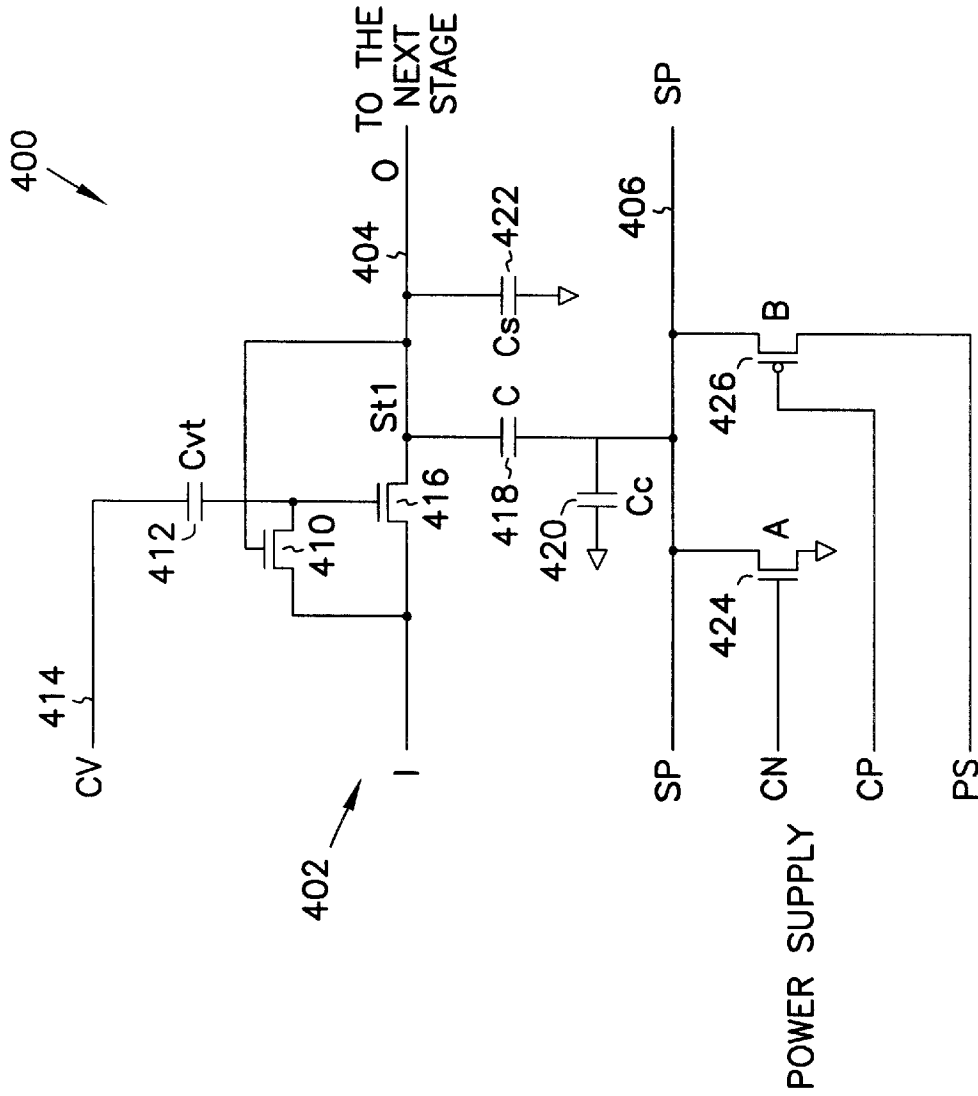 400
CV
414
412
Cvt
410
416
St1
I
402
404
O
TO THE
NEXT
STAGE
418
C
Cs
422
420
Cc
SP
406
SP
424
A
426
B
CN
CP
PS
POWER SUPPLY